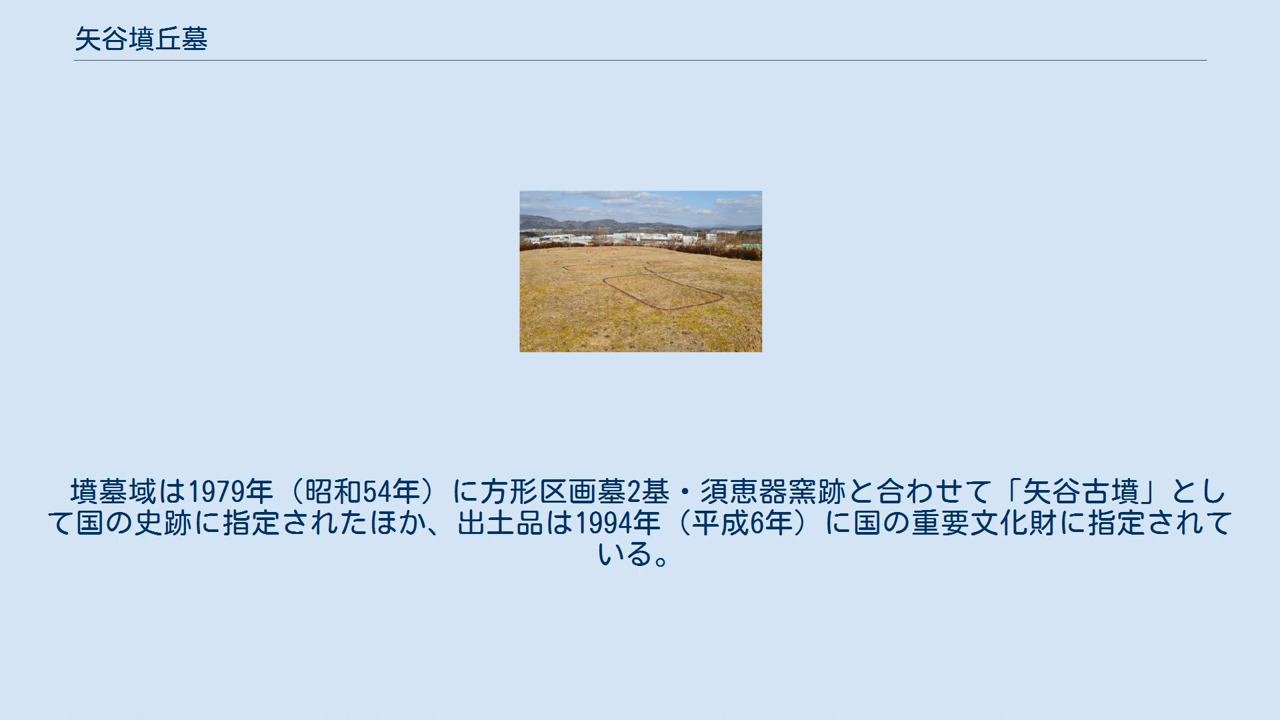 矢谷墳丘墓
墳墓域は1979年（昭和54年）に方形区画墓2基・須恵器窯跡と合わせて「矢谷古墳」とし
て国の史跡に指定されたほか、出土品は1994年（平成6年）に国の重要文化財に指定されて
いる。